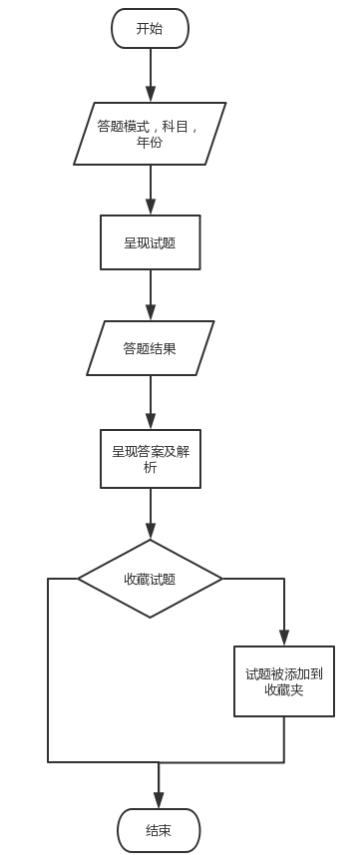 开始
答题模式，科目，
年份
呈现试题
答题结果
呈现答案及解
析
收藏试题
试题被添加到
收藏夹
结束